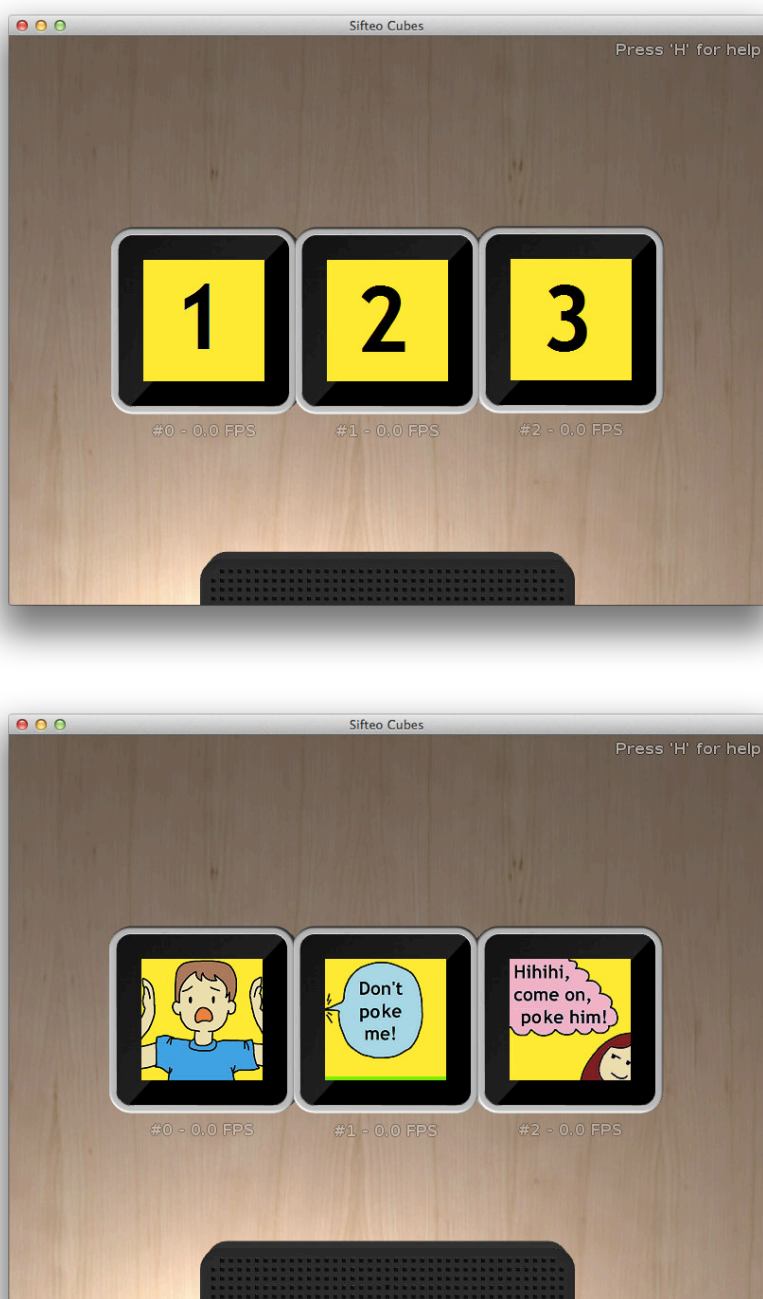 Sifteo Cubes
Press 'H' for help
1 2 3
#0 - 0.0 FPS #1 - 0.0 FPS #2 - 0.0 FPS
Sifteo Cubes
Press 'H' for help
Don't
poke
me!
Hihihi,
come on,
poke him!
#0 - 0.0 FPS #1 - 0.0 FPS #2 - 0.0 FPS